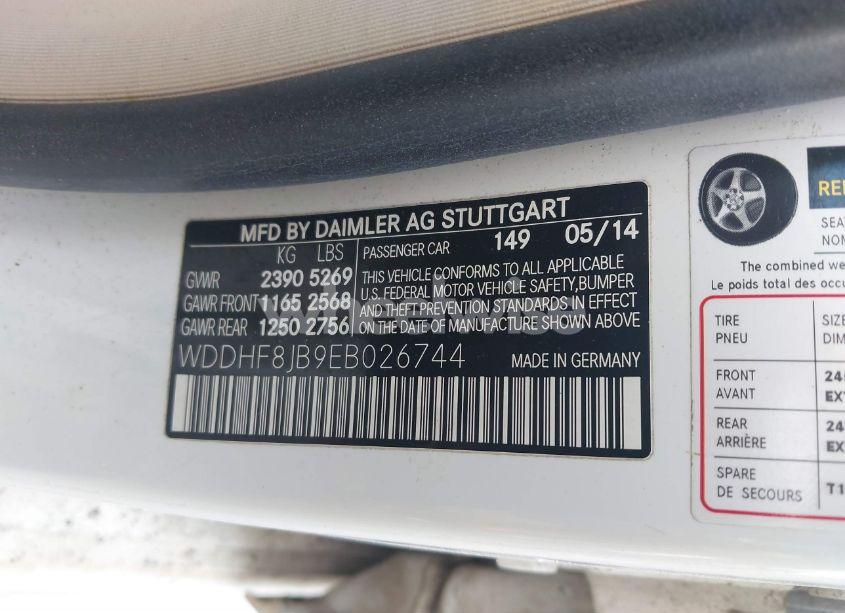 MFD BY DAIMLER AG STUTTGART
KG LBS PASSENGER CAR 149 05/14
GVWR 2390 5269
GAWR FRONT 1165 2568
GAWR REAR 1250 2756
THIS VEHICLE CONFORMS TO ALL APPLICABLE
U.S. FEDERAL MOTOR VEHICLE SAFETY,BUMPER
AND THEFT PREVENTION STANDARDS IN EFFECT
ON THE DATE OF MANUFACTURE SHOWN ABOVE
WDDHF8JB9EB026744 MADE IN GERMANY
The combined
Le poids total des
TIRE
PNEU
FRONT
AVANT
REAR
ARRIÈRE
SPARE
DE SECOURS